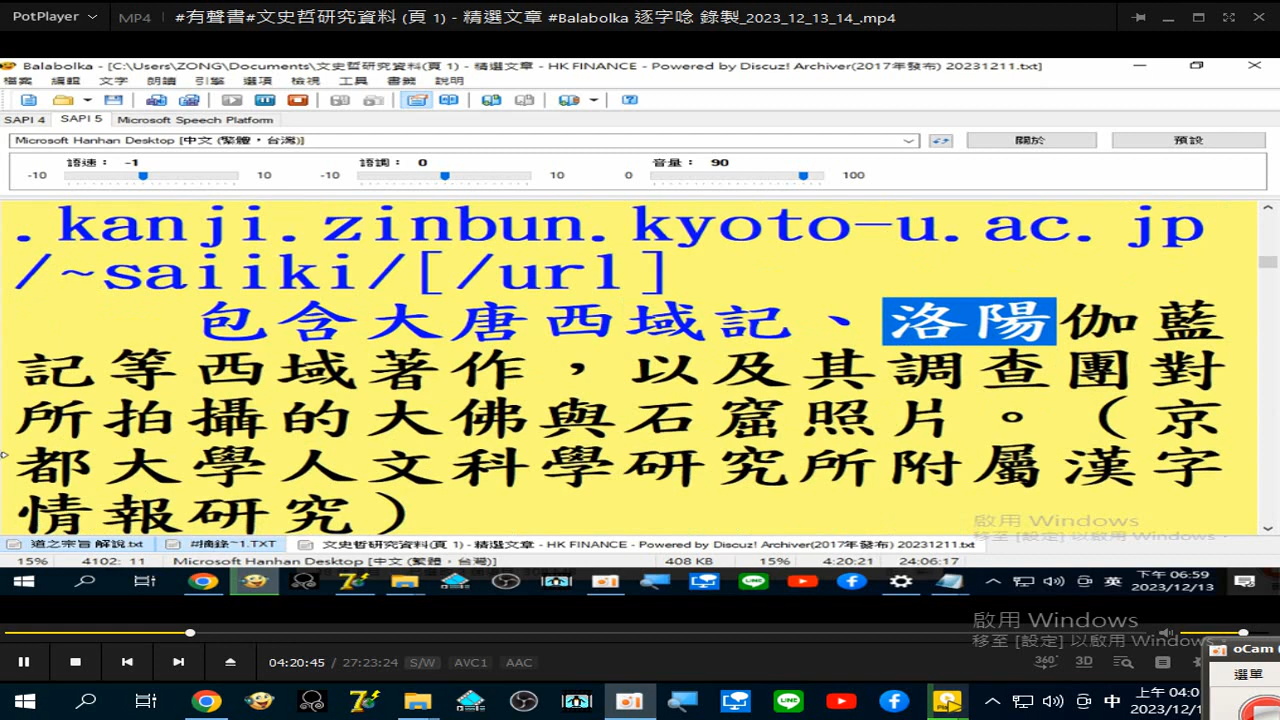 PotPlayer
MP4
#有聲書#文史哲研究資料 (頁 1) - 精選文章 #Balabolka 逐字唸 錄製_2023_12_13_14_.mp4
Balabolka - [C:\Users\ZONG\Documents\文史哲研究資料(頁 1) - 精選文章 - HK FINANCE - Powered by Discuz! Archiver(2017年發布) 20231211.txt]
檔案 編輯 文字 朗讀 引擎 選項 檢視 工具 書籤 說明
SAPI 4 SAPI 5 Microsoft Speech Platform
Microsoft Hanhan Desktop [中文 (繁體，台灣)]
關於 預設
語速： -1 語調： 0 音量： 90
-10 10 -10 10 0 100
.kanji.zinbun.kyoto-u.ac.jp
/~saiiki/[/url]
包含大唐西域記、洛陽伽藍
記等西域著作，以及其調查團對
所拍攝的大佛與石窟照片。（京
都大學人文科學研究所附屬漢字
情報研究）
啟用 Windows
移至 [設定] 以啟用 Windows。
道之宗旨 解說.txt #摘錄~1.TXT 文史哲研究資料(頁 1) - 精選文章 - HK FINANCE - Powered by Discuz! Archiver(2017年發布) 20231211.txt
15% 4102: 11 Microsoft Hanhan Desktop [中文 (繁體，台灣)] 408 KB 15% 4:20:21 24:06:17
英 下午 06:59
2023/12/13
啟用 Windows
移至 [設定] 以啟用 Windows。
04:20:45 / 27:23:24 S/W AVC1 AAC
360° 3D
oCam (
選單
中 上午 04:0
2023/12/1